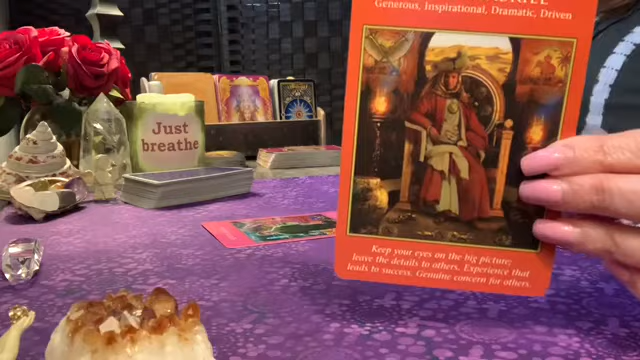 Generous, Inspirational, Dramatic, Driven
Just
breathe
Keep your eyes on the big picture;
leave the details to others. Experience that
leads to success. Genuine concern for others.